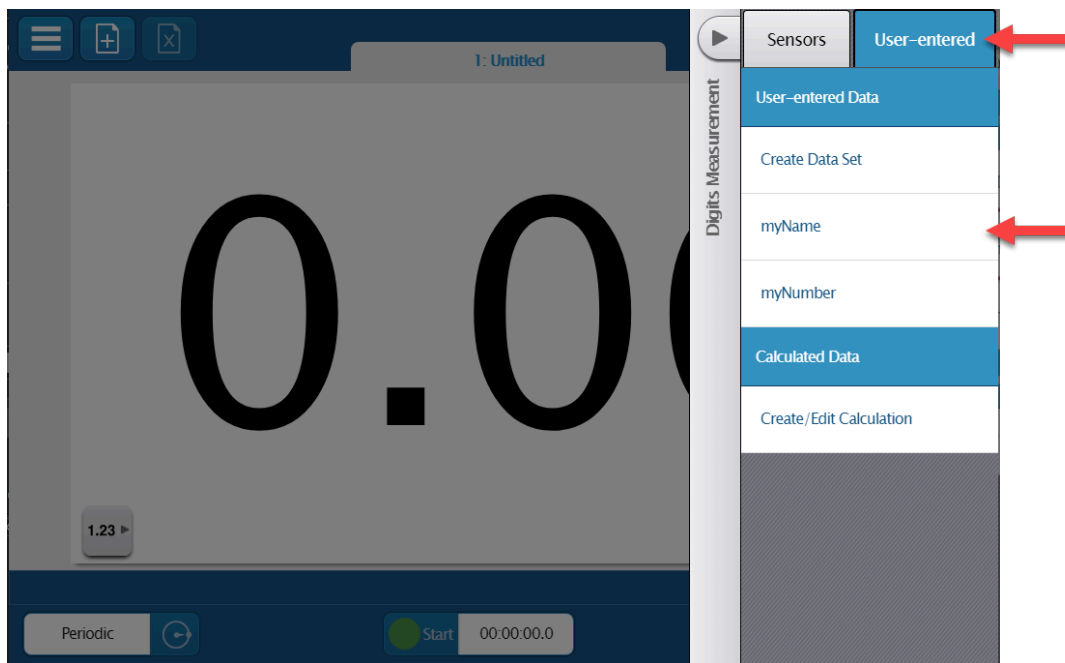 1: Untitled
Sensors
User-entered
Digits Measurement
User-entered Data
Create Data Set
myName
myNumber
Calculated Data
Create/Edit Calculation
0.0
1.23
Periodic
Start
00:00:00.0